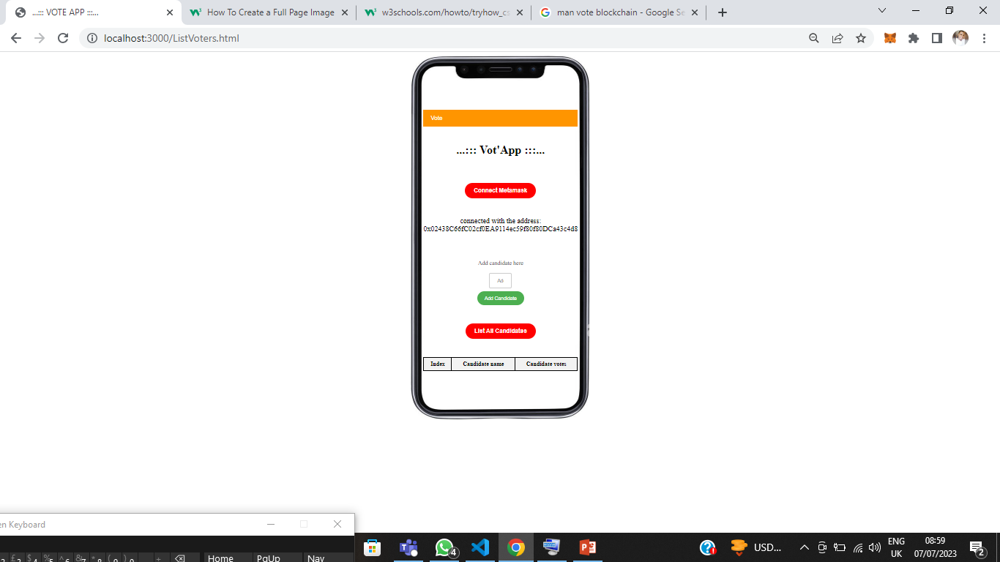 ...::: VOTE APP :::...
How To Create a Full Page Image
w3schools.com/howto/tryhow_cs
man vote blockchain - Google Se
localhost:3000/ListVoters.html
Vote
...::: Vot'App :::...
Connect Metamask
connected with the address:
0x02438C66fC02cf0EA9114ec59f80f80DCa43c4d8
Add candidate here
Ad
Add Candidate
List All Candidates
Index Candidate name Candidate votes
en Keyboard
Home PgUp Nav
4
USD...
ENG
UK
08:59
07/07/2023
2